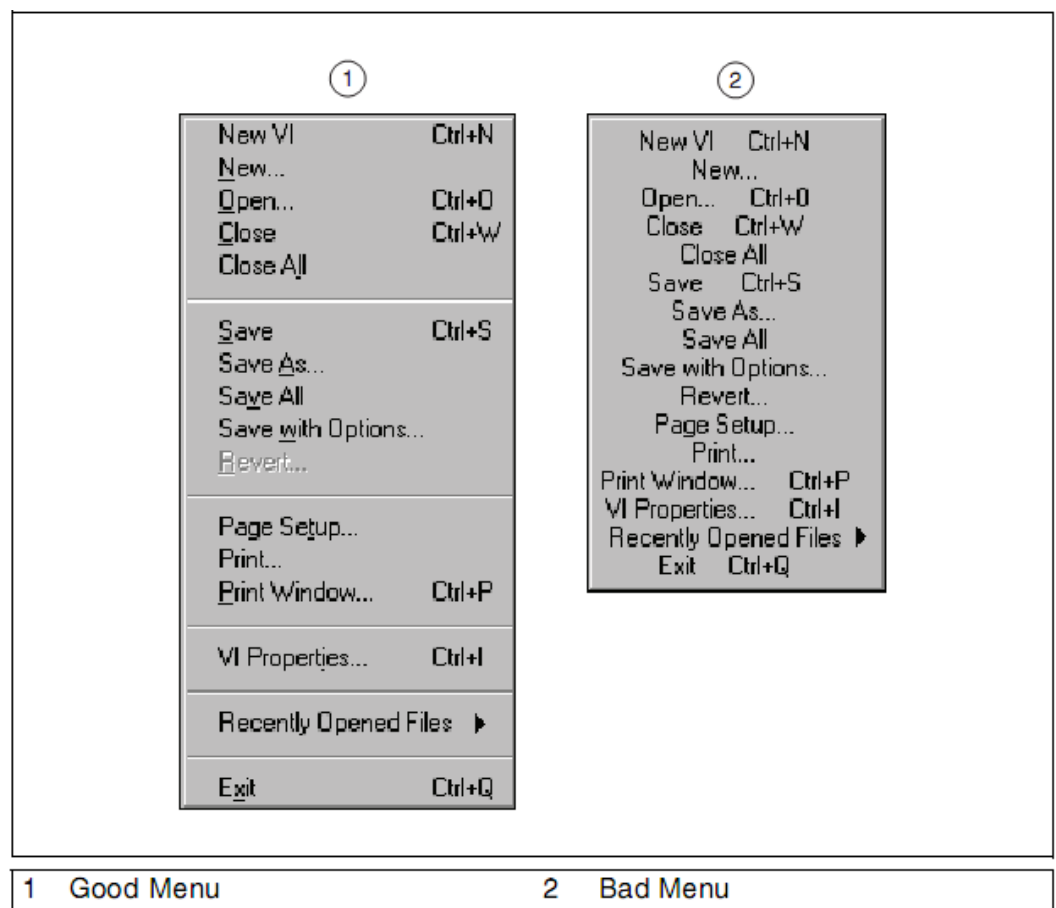 1
New VI Ctrl+N
New...
Open... Ctrl+O
Close Ctrl+W
Close All
Save Ctrl+S
Save As...
Save All
Save with Options...
Revert...
Page Setup...
Print...
Print Window... Ctrl+P
VI Properties... Ctrl+I
Recently Opened Files
Exit Ctrl+Q
2
New VI Ctrl+N
New...
Open... Ctrl+O
Close Ctrl+W
Close All
Save Ctrl+S
Save As...
Save All
Save with Options...
Revert...
Page Setup...
Print...
Print Window... Ctrl+P
VI Properties... Ctrl+I
Recently Opened Files
Exit Ctrl+Q
1 Good Menu 2 Bad Menu